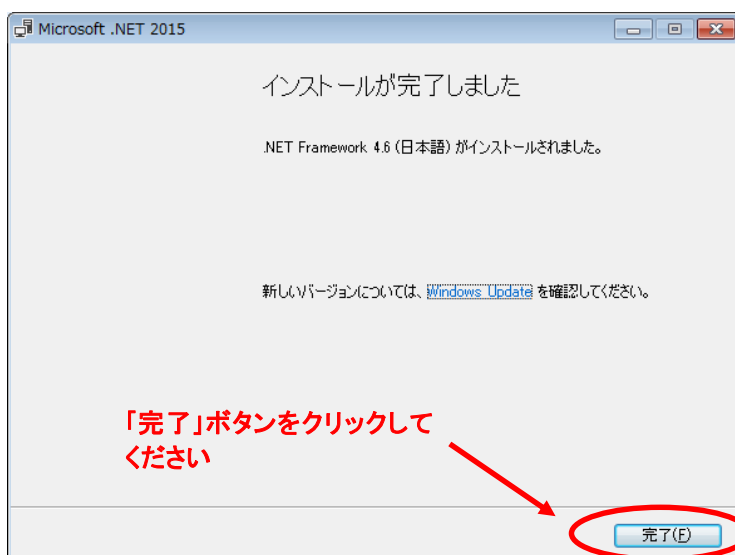 Microsoft .NET 2015
インストールが完了しました
.NET Framework 4.6 (日本語) がインストールされました。
新しいバージョンについては、Windows Update を確認してください。
「完了」ボタンをクリックして
ください
完了(F)